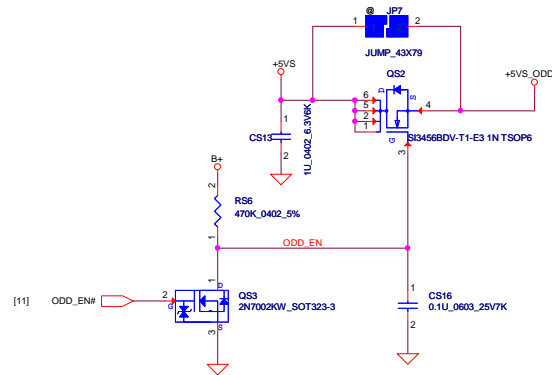 @ JP7
1 2
JUMP_43X79
+5VS
QS2
+5VS_ODD
6
5
2
1
D
S
4
G
3
SI3456BDV-T1-E3 1N TSOP6
1
CS13
2
1U_0402_6.3V6K
B+
2
RS6
470K_0402_5%
1
ODD_EN
1
D
QS3
2N7002KW_SOT323-3
[11] ODD_EN# 2
G
3
S
1
CS16
0.1U_0603_25V7K
2